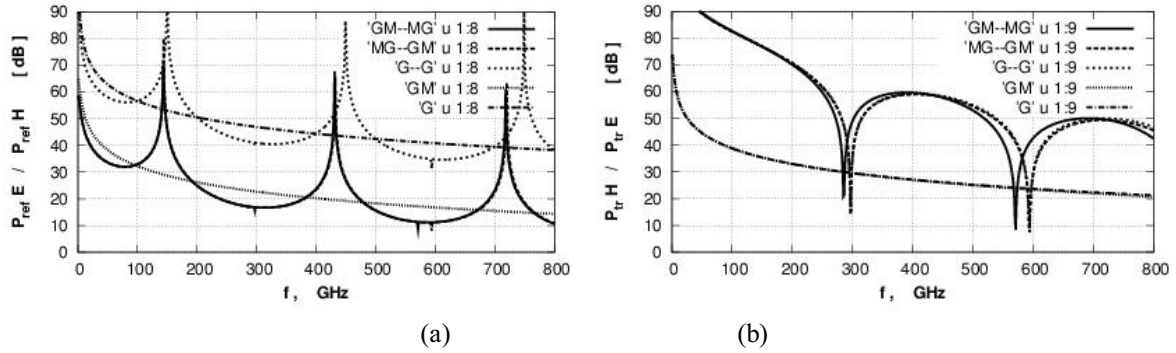 P_ref E / P_ref H [ dB ]
90
80
70
60
50
40
30
20
10
0
'GM--MG' u 1:8
'MG--GM' u 1:8
'G--G' u 1:8
'GM' u 1:8
'G' u 1:8
0 100 200 300 400 500 600 700 800
f , GHz
(a)
P_tr H / P_tr E [ dB ]
90
80
70
60
50
40
30
20
10
0
'GM--MG' u 1:9
'MG--GM' u 1:9
'G--G' u 1:9
'GM' u 1:9
'G' u 1:9
0 100 200 300 400 500 600 700 800
f , GHz
(b)